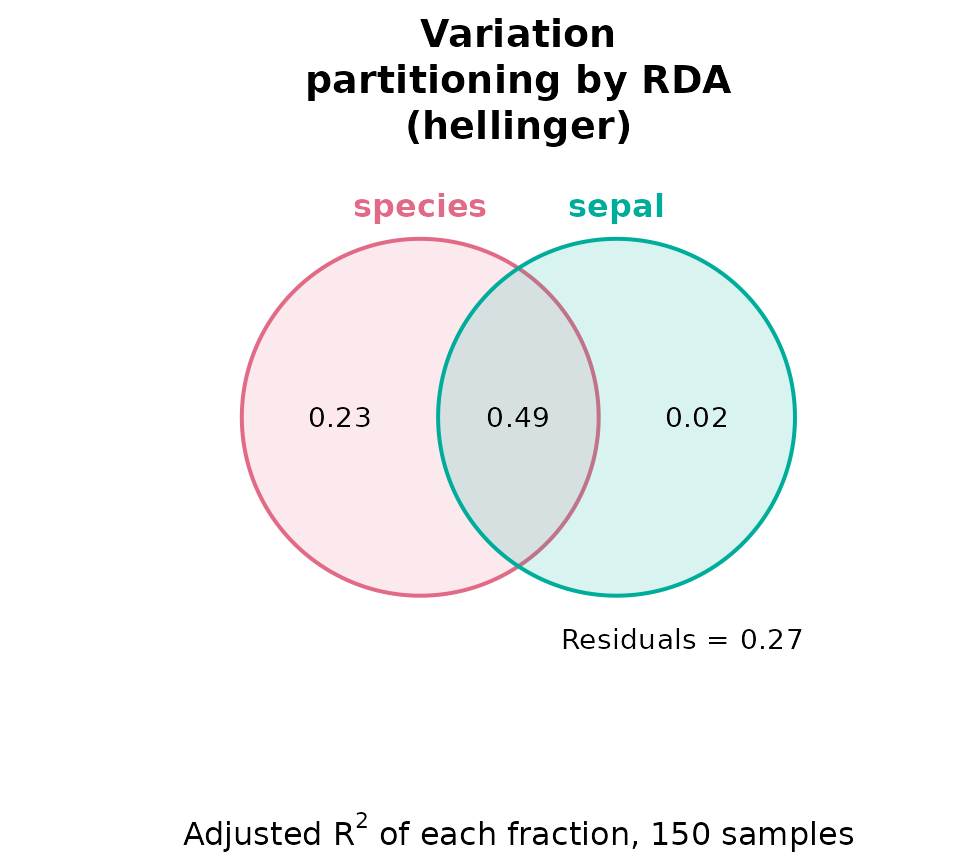 Variation
partitioning by RDA
(hellinger)
species sepal
0.23 0.49 0.02
Residuals = 0.27
Adjusted R² of each fraction, 150 samples